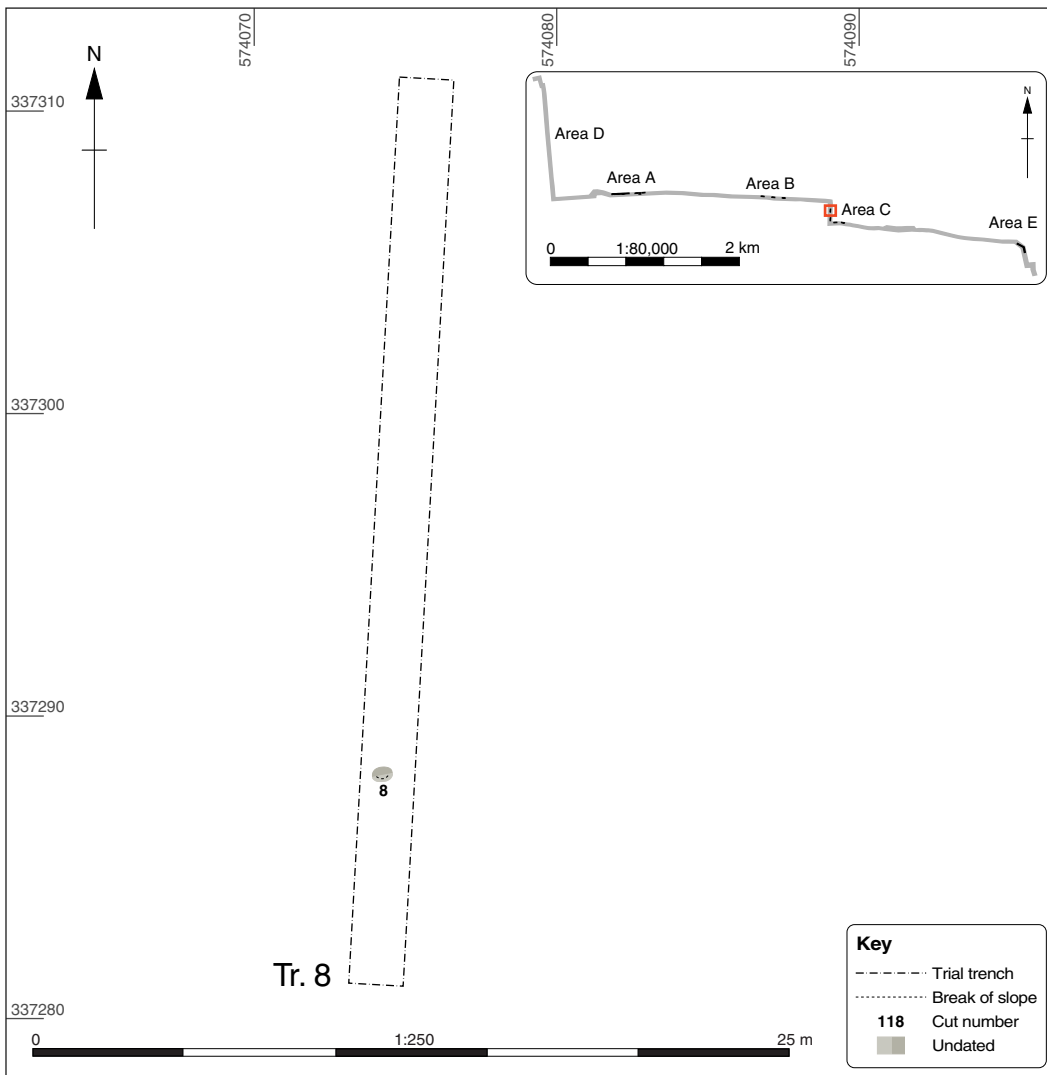 574070
574080
574090
N
337310
337300
337290
337280
N
Area D
Area A
Area B
Area C
Area E
0 1:80,000 2 km
8
Tr. 8
0 1:250 25 m
Key
Trial trench
Break of slope
118 Cut number
Undated